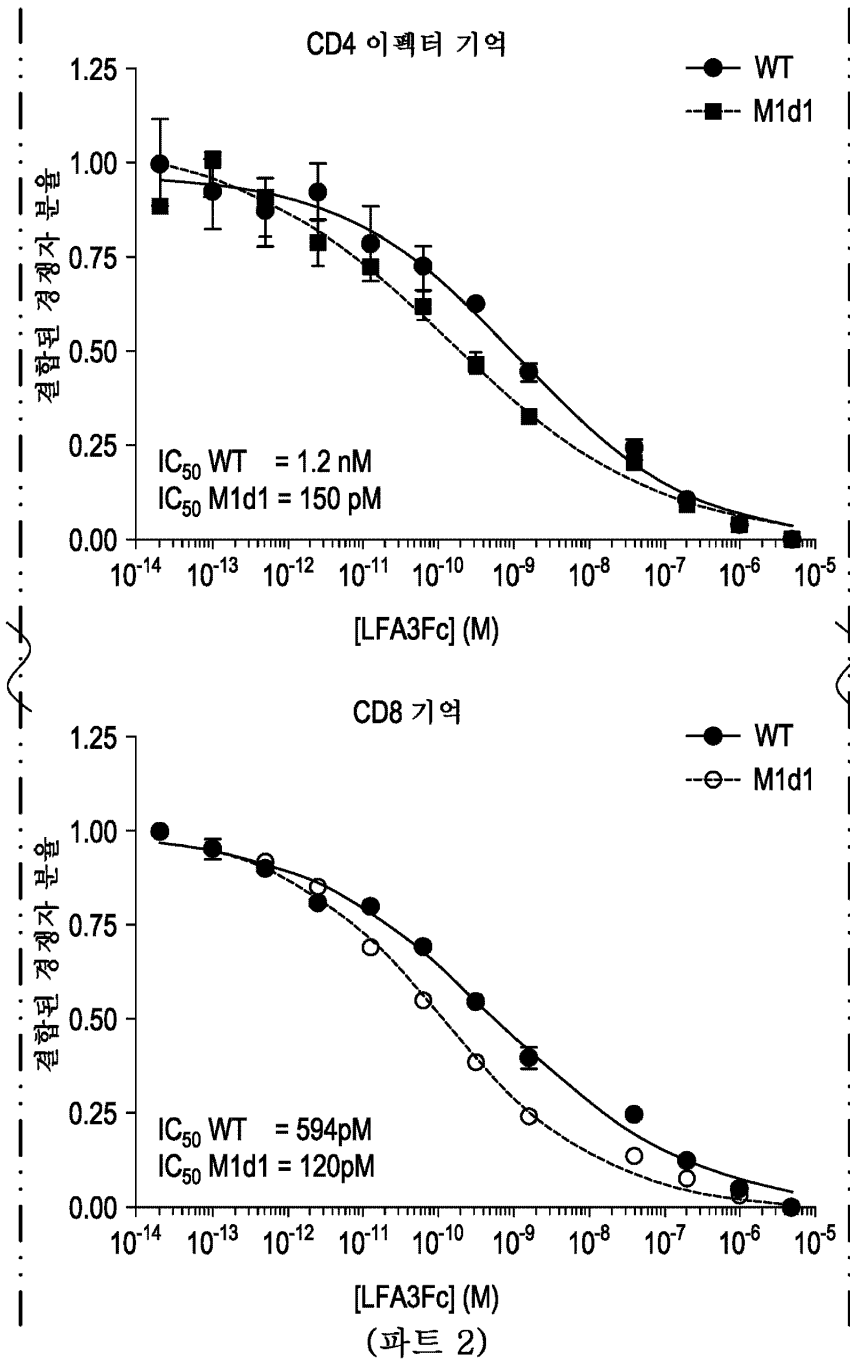 CD4 이펙터 기억
WT
M1d1
결합된 경쟁자 분율
1.25
1.00
0.75
0.50
0.25
0.00
IC50 WT = 1.2 nM
IC50 M1d1 = 150 pM
10-14 10-13 10-12 10-11 10-10 10-9 10-8 10-7 10-6 10-5
[LFA3Fc] (M)
CD8 기억
WT
M1d1
결합된 경쟁자 분율
1.25
1.00
0.75
0.50
0.25
0.00
IC50 WT = 594pM
IC50 M1d1 = 120pM
10-14 10-13 10-12 10-11 10-10 10-9 10-8 10-7 10-6 10-5
[LFA3Fc] (M)
(파트 2)